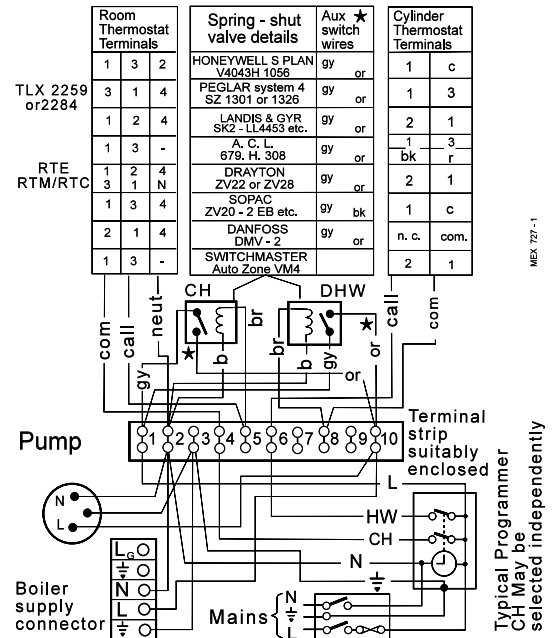 Room Thermostat Terminals
Spring - shut valve details
Aux ★ switch wires
Cylinder Thermostat Terminals
1 3 2 HONEYWELL S PLAN V4043H 1056 gy or 1 c
TLX 2259 or2284
3 1 4 PEGLAR system 4 SZ 1301 or 1326 gy or 1 3
1 2 4 LANDIS & GYR SK2 - LL4453 etc. gy or 2 1
1 3 - A. C. L. 679. H. 308 gy or 1 bk 3 r
RTE RTM/RTC
1 2 4
3 1 N
DRAYTON ZV22 or ZV28 gy or 2 1
1 3 4 SOPAC ZV20 - 2 EB etc. gy bk 1 c
2 1 4 DANFOSS DMV - 2 gy or n. c. com.
1 3 - SWITCHMASTER Auto Zone VM4 2 1
MEX 727 - 1
CH
DHW
com
call
neut
br
br
call
com
★
★
gy
b
b
gy
or
or
1 2 3 4 5 6 7 8 9 10
Terminal strip suitably enclosed
Pump
N
L
L
HW
CH
N
Typical Programmer
CH May be
selected independently
LG
N
L
Boiler supply connector
Mains
N
L